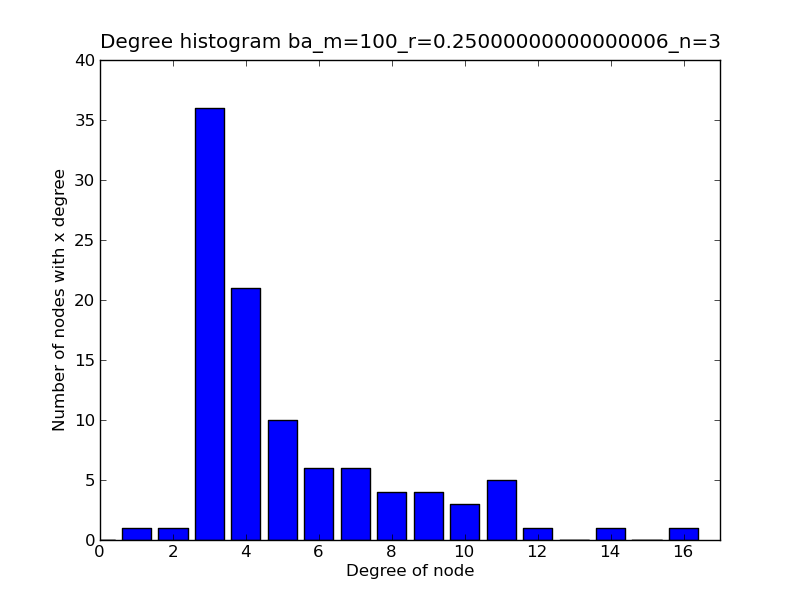 Degree histogram ba_m=100_r=0.25000000000000006_n=3
40
35
30
25
20
15
10
5
0
Number of nodes with x degree
0 2 4 6 8 10 12 14 16
Degree of node